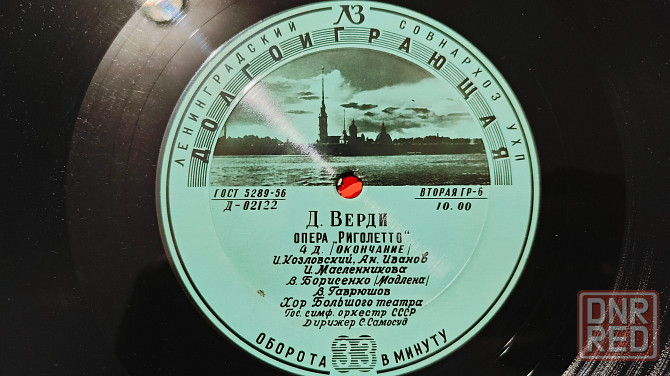 ЛЗ
ЛЕНИНГРАДСКИЙ СОВНАРХОЗ УХП
ДОЛГОИГРАЮЩАЯ
ГОСТ 5289-56
Д-02122
ВТОРАЯ ГР-6
10.00
Д. ВЕРДИ
ОПЕРА „РИГОЛЕТТО"
4 д. /ОКОНЧАНИЕ/
И.Козловский, Ан. Иванов
И. Масленникова
В. Борисенко /Мадлена/
В. Гаврюшов
Хор Большого театра
Гос. симф. оркестр СССР
Дирижер С. Самосуд
ОБОРОТА 33 В МИНУТУ
DNR
RED